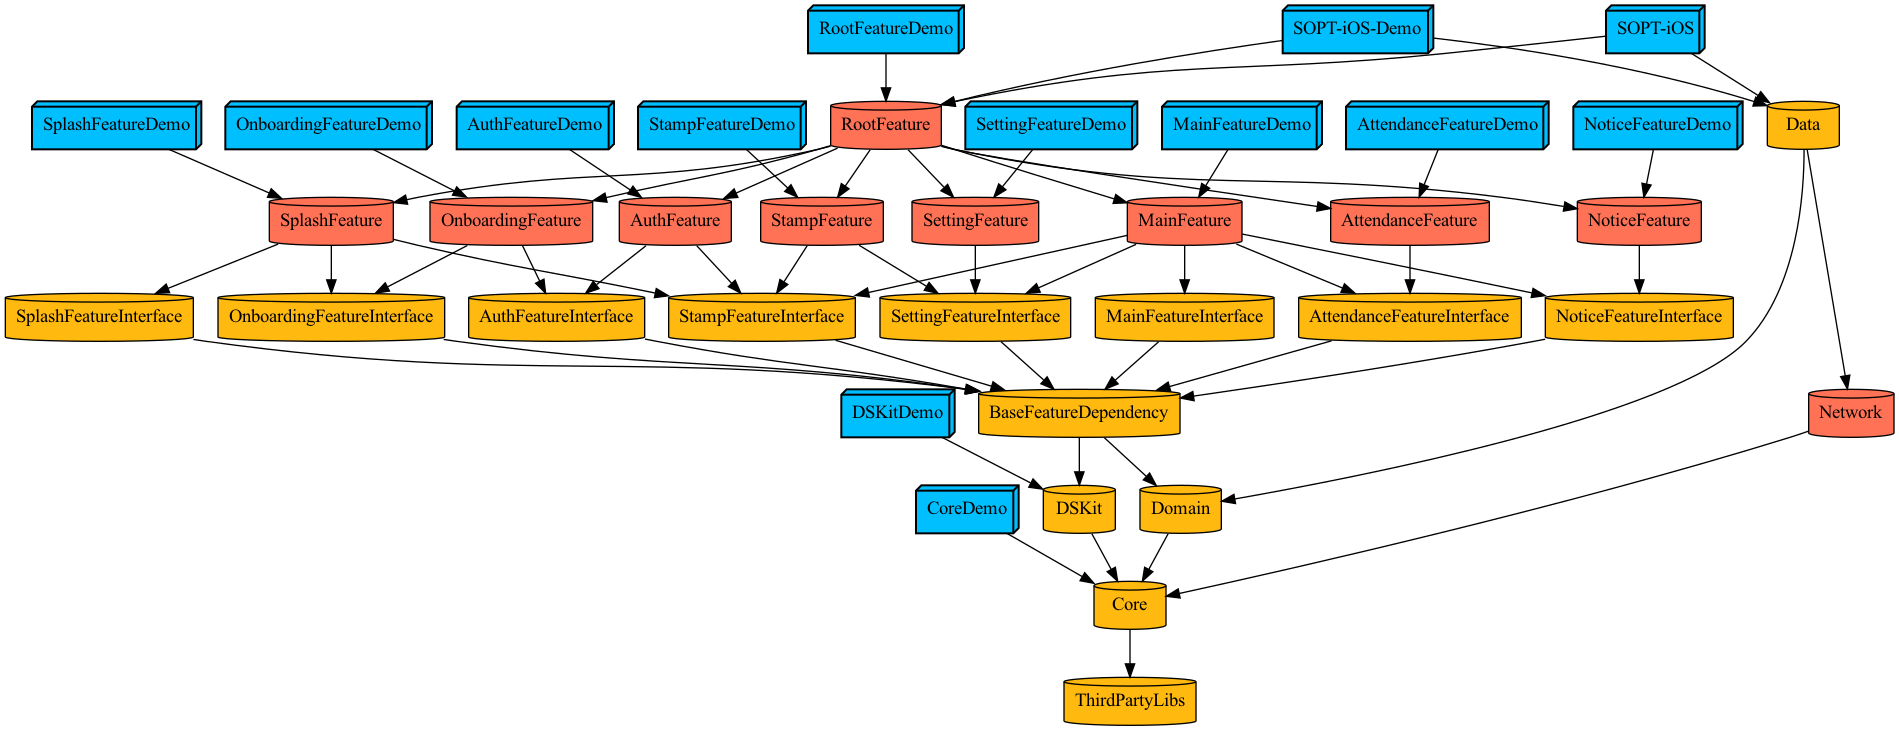 RootFeatureDemo
SOPT-iOS-Demo
SOPT-iOS
SplashFeatureDemo
OnboardingFeatureDemo
AuthFeatureDemo
StampFeatureDemo
RootFeature
SettingFeatureDemo
MainFeatureDemo
AttendanceFeatureDemo
NoticeFeatureDemo
Data
SplashFeature
OnboardingFeature
AuthFeature
StampFeature
SettingFeature
MainFeature
AttendanceFeature
NoticeFeature
SplashFeatureInterface
OnboardingFeatureInterface
AuthFeatureInterface
StampFeatureInterface
SettingFeatureInterface
MainFeatureInterface
AttendanceFeatureInterface
NoticeFeatureInterface
DSKitDemo
BaseFeatureDependency
Network
CoreDemo
DSKit
Domain
Core
ThirdPartyLibs